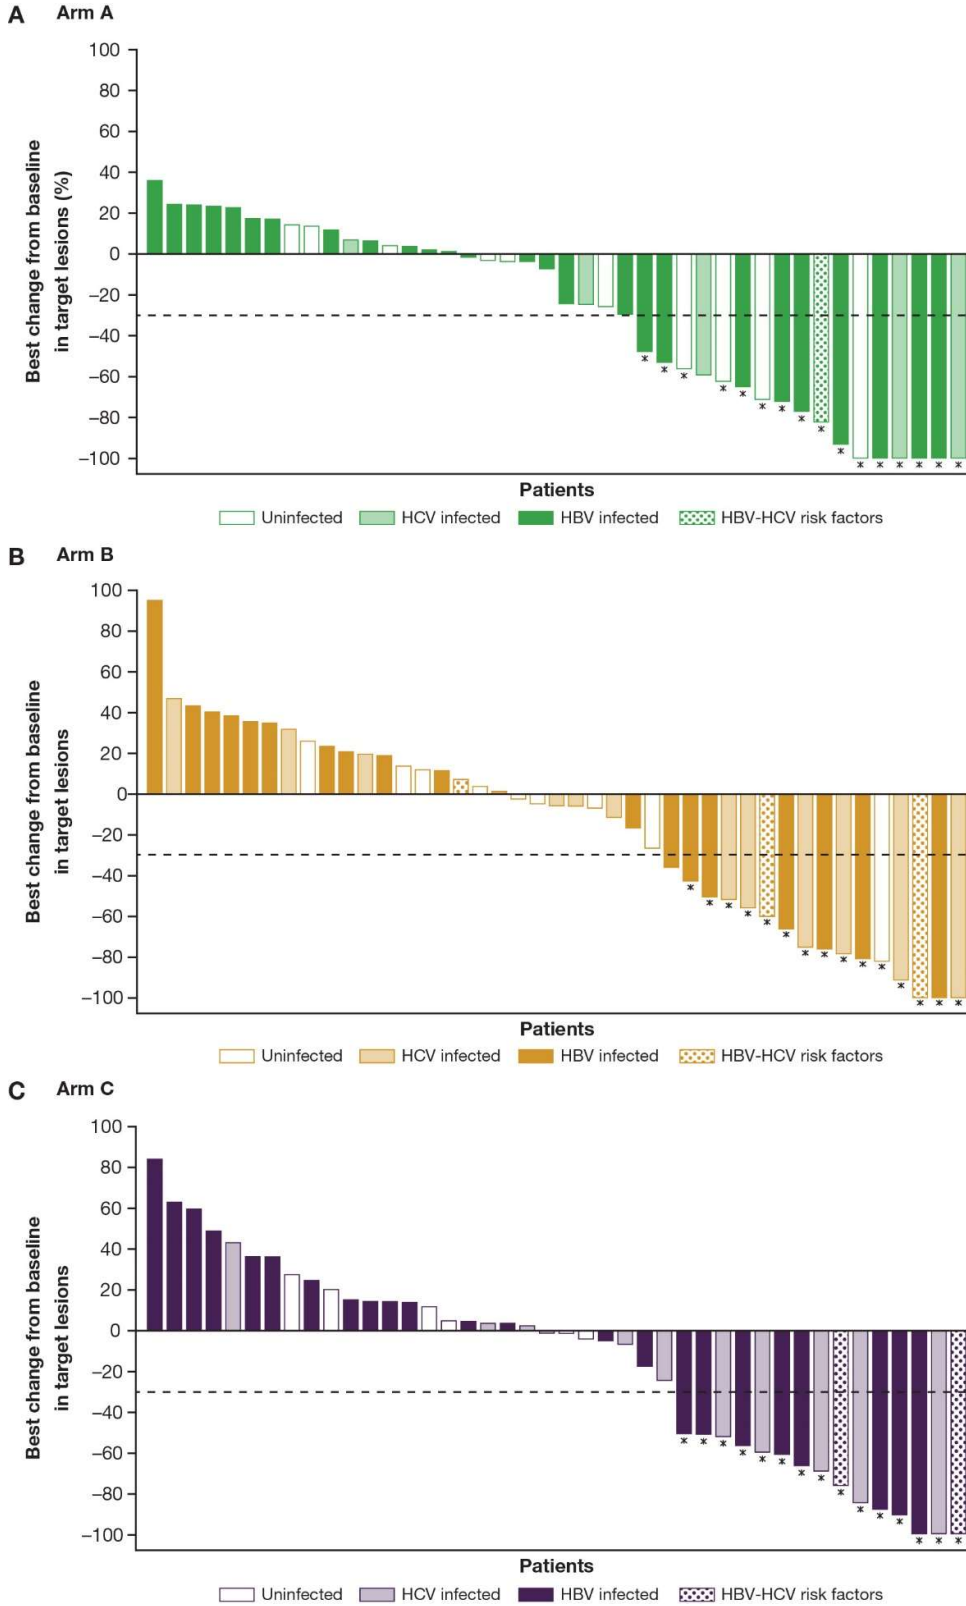 A Arm A
Best change from baseline
in target lesions (%)
100
80
60
40
20
0
−20
−40
−60
−80
−100
* * * * * * * * * * * * * * * *
Patients
Uninfected HCV infected HBV infected HBV-HCV risk factors
B Arm B
Best change from baseline
in target lesions
100
80
60
40
20
0
−20
−40
−60
−80
−100
* * * * * * * * * * * * * * *
Patients
Uninfected HCV infected HBV infected HBV-HCV risk factors
C Arm C
Best change from baseline
in target lesions
100
80
60
40
20
0
−20
−40
−60
−80
−100
* * * * * * * * * * * * * * *
Patients
Uninfected HCV infected HBV infected HBV-HCV risk factors